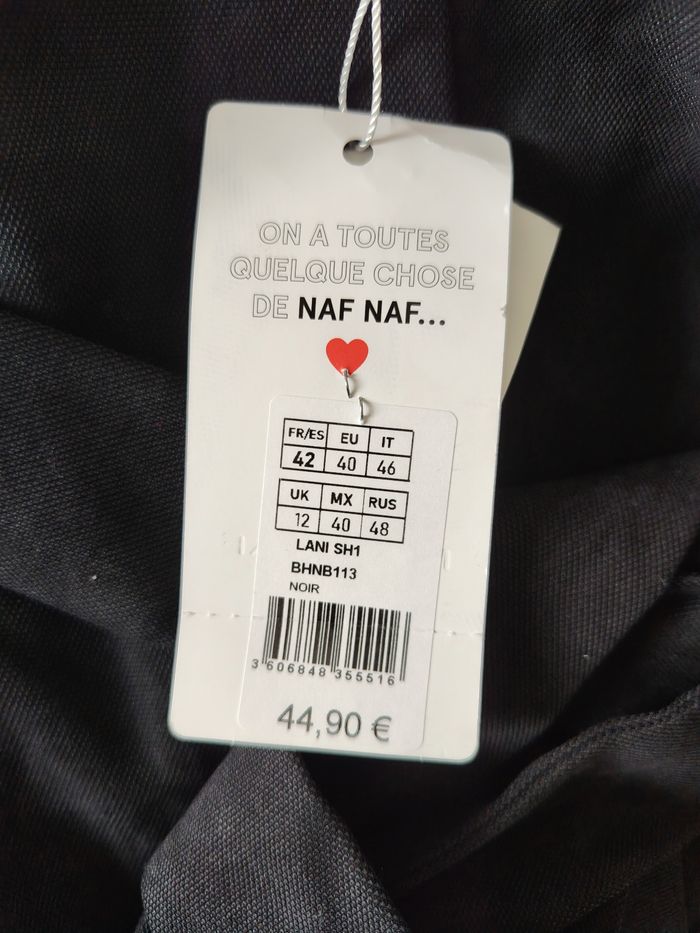 ON A TOUTES
QUELQUE CHOSE
DE NAF NAF...
FR/ES EU IT
42 40 46
UK MX RUS
12 40 48
LANI SH1
BHNB113
NOIR
3 606848 355516
44,90 €